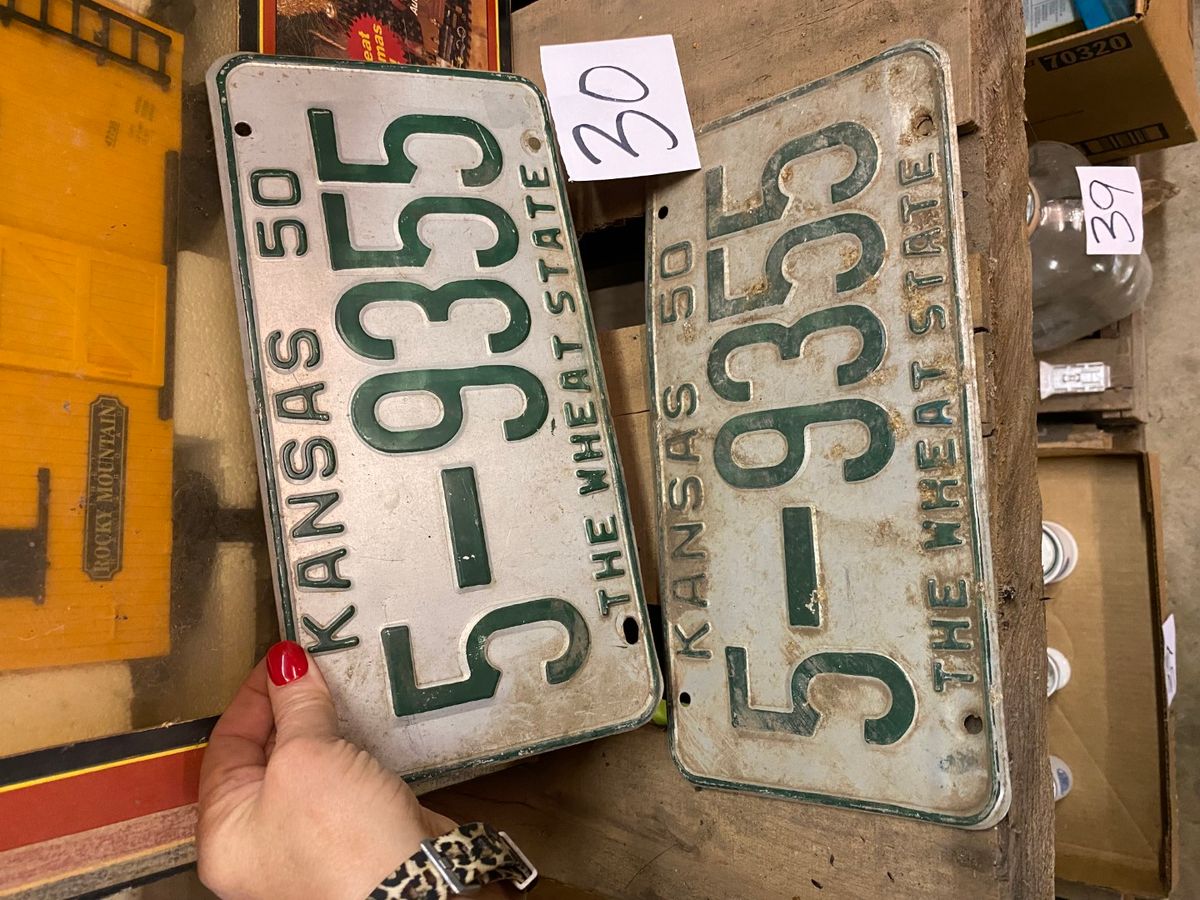 KANSAS 50
5-9355
THE WHEAT STATE
KANSAS 50
5-9355
THE WHEAT STATE
30
39
70320
ROCKY MOUNTAIN